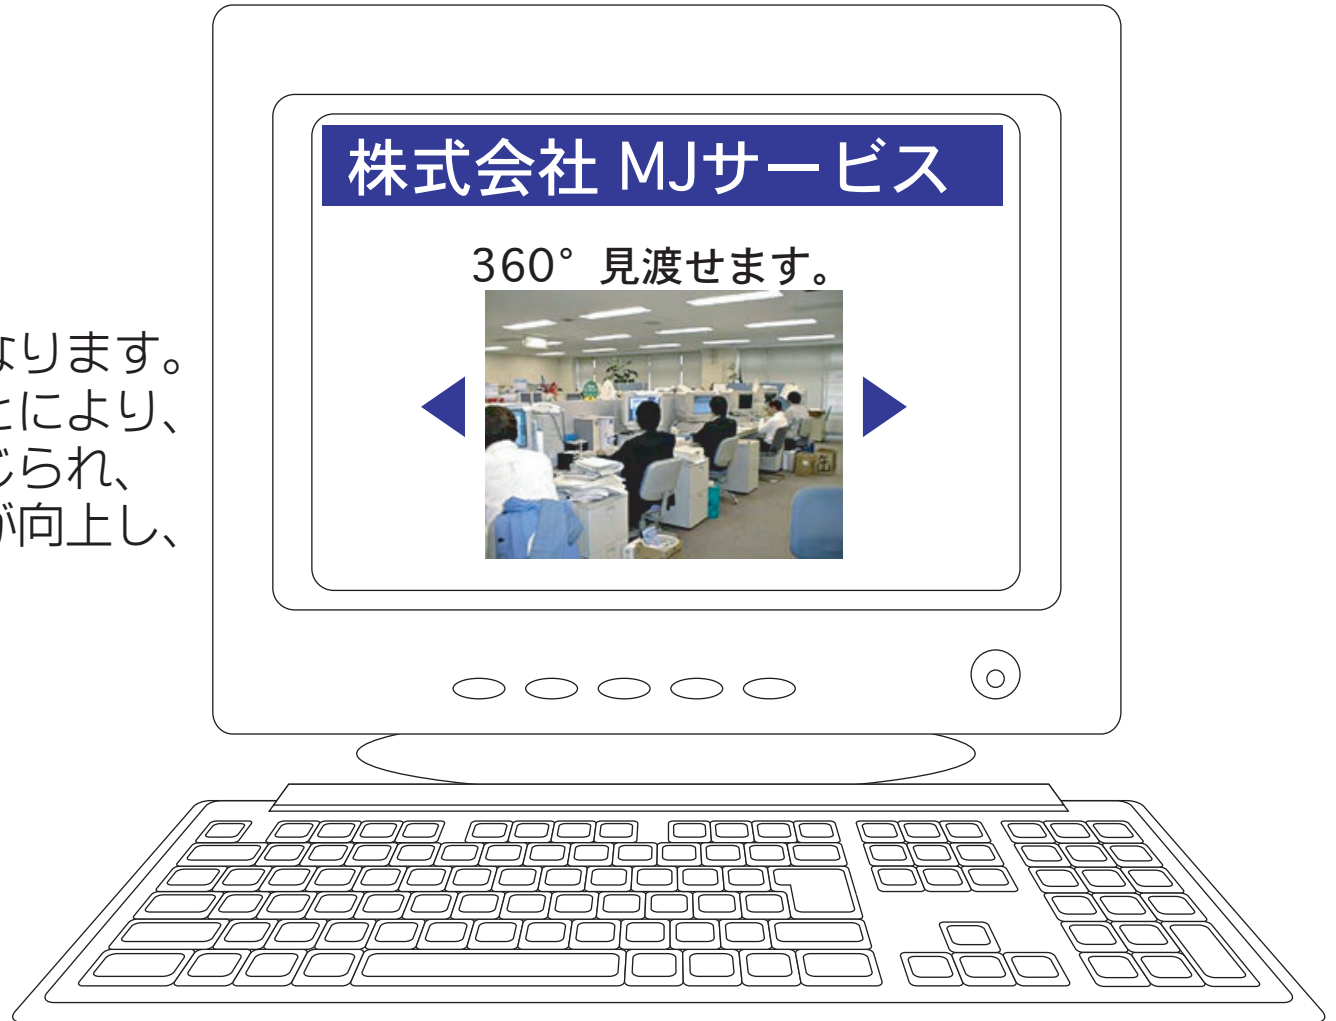 株式会社 MJサービス
360° 見渡せます。
なります。
とにより、
じられ、
が向上し、